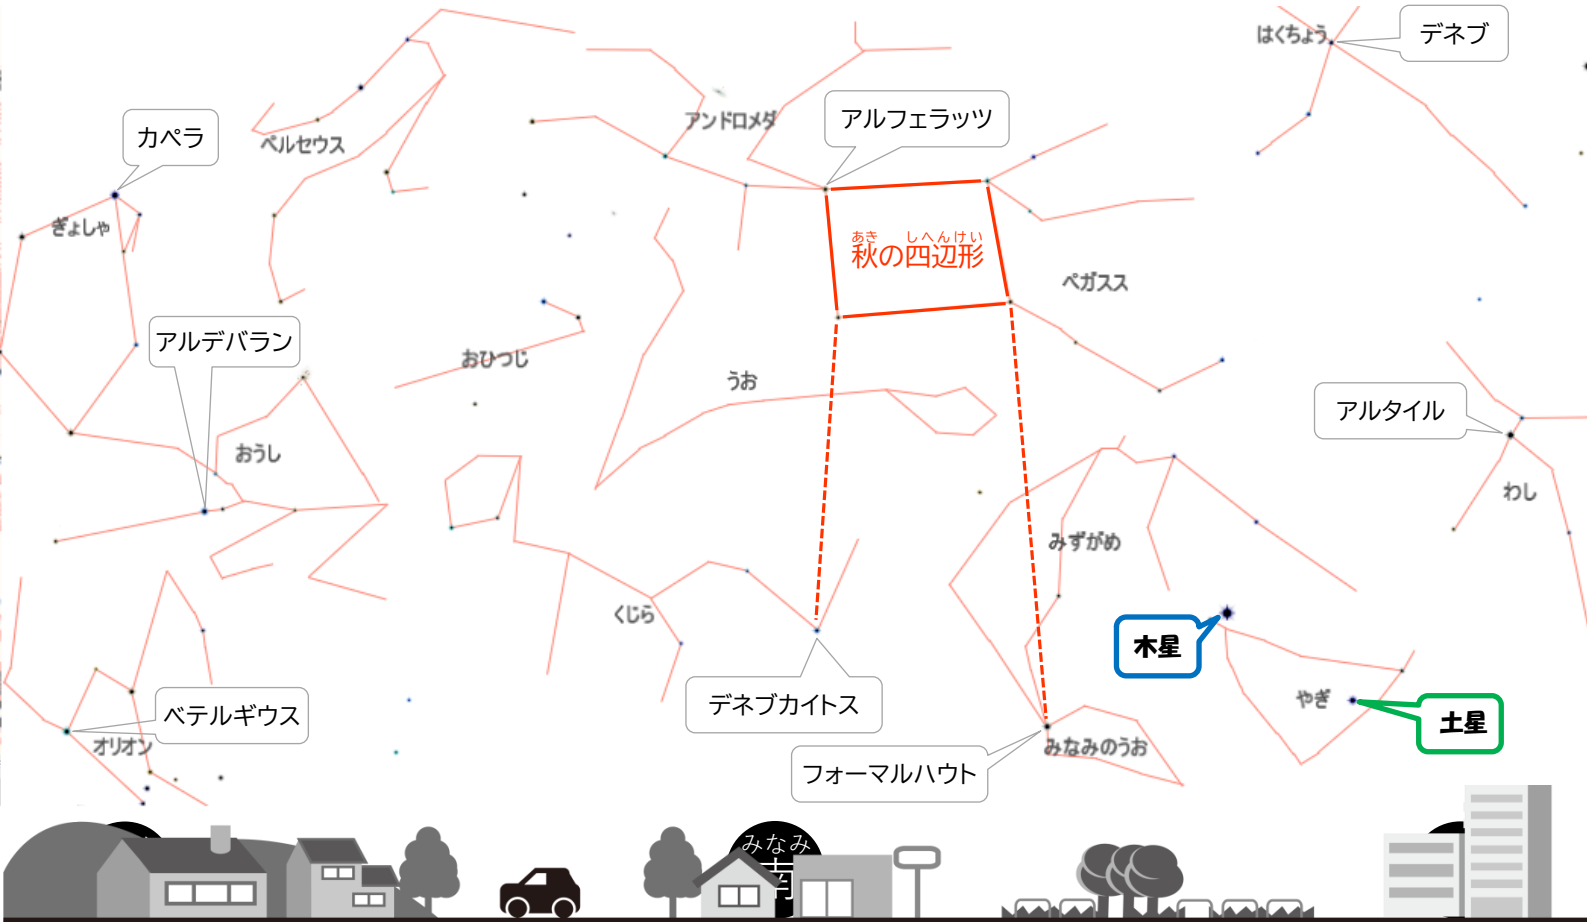 はくちょう
デネブ
カペラ
ペルセウス
アンドロメダ
アルフェラッツ
ぎょしゃ
あき しへんけい
秋の四辺形
ペガスス
アルデバラン
おひつじ
うお
アルタイル
おうし
わし
みずがめ
くじら
木星
やぎ
デネブカイトス
ベテルギウス
土星
オリオン
みなみのうお
フォーマルハウト
みなみ
南